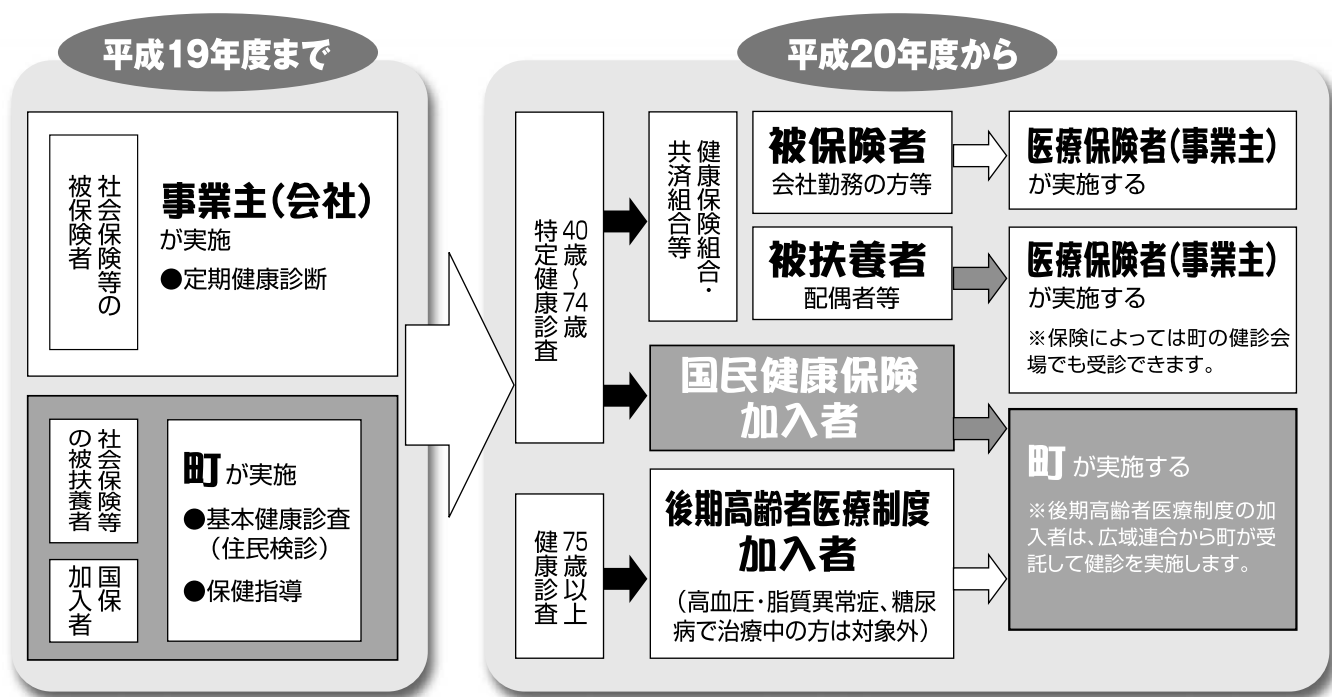 平成19年度まで
社会保険等の
被保険者
事業主(会社)
が実施
●定期健康診断
社会保険等
の被扶養者
国保
加入者
町が実施
●基本健康診査
(住民検診)
●保健指導
平成20年度から
40歳〜74歳
特定健康診査
健康保険組合・
共済組合等
被保険者
会社勤務の方等
医療保険者(事業主)
が実施する
被扶養者
配偶者等
医療保険者(事業主)
が実施する
※保険によっては町の健診会
場でも受診できます。
国民健康保険
加入者
75歳以上
健康診査
後期高齢者医療制度
加入者
(高血圧・脂質異常症、糖尿
病で治療中の方は対象外)
町が実施する
※後期高齢者医療制度の加
入者は、広域連合から町が受
託して健診を実施します。